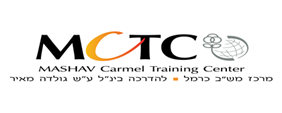 MCTC
MASHAV Carmel Training Center
מרכז מש"ב כרמל • להדרכה בינ"ל ע"ש גולדה מאיר